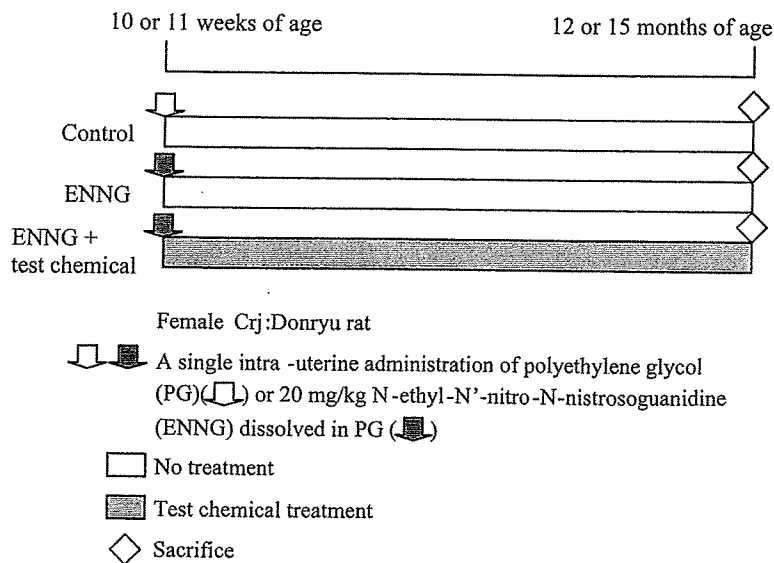 10 or 11 weeks of age
12 or 15 months of age
Control
ENNG
ENNG +
test chemical
Female Crj:Donryu rat
A single intra -uterine administration of polyethylene glycol
(PG)( ) or 20 mg/kg N-ethyl-N'-nitro-N-nistrosoguanidine
(ENNG) dissolved in PG ( )
No treatment
Test chemical treatment
Sacrifice